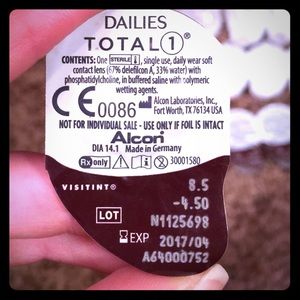 DAILIES
TOTAL 1®
CONTENTS: One STERILE, single use, daily wear soft
contact lens (67% delefilcon A, 33% water) with
phosphatidylcholine, in buffered saline with polymeric
wetting agents.
CE 0086 Alcon Laboratories, Inc.,
Fort Worth, TX 76134 USA
NOT FOR INDIVIDUAL SALE - USE ONLY IF FOIL IS INTACT
Alcon
DIA 14.1 Made in Germany
Rx only 30001580
VISITINT® 8.5
-4.50
LOT N1125698
EXP 2017/04
A64000752